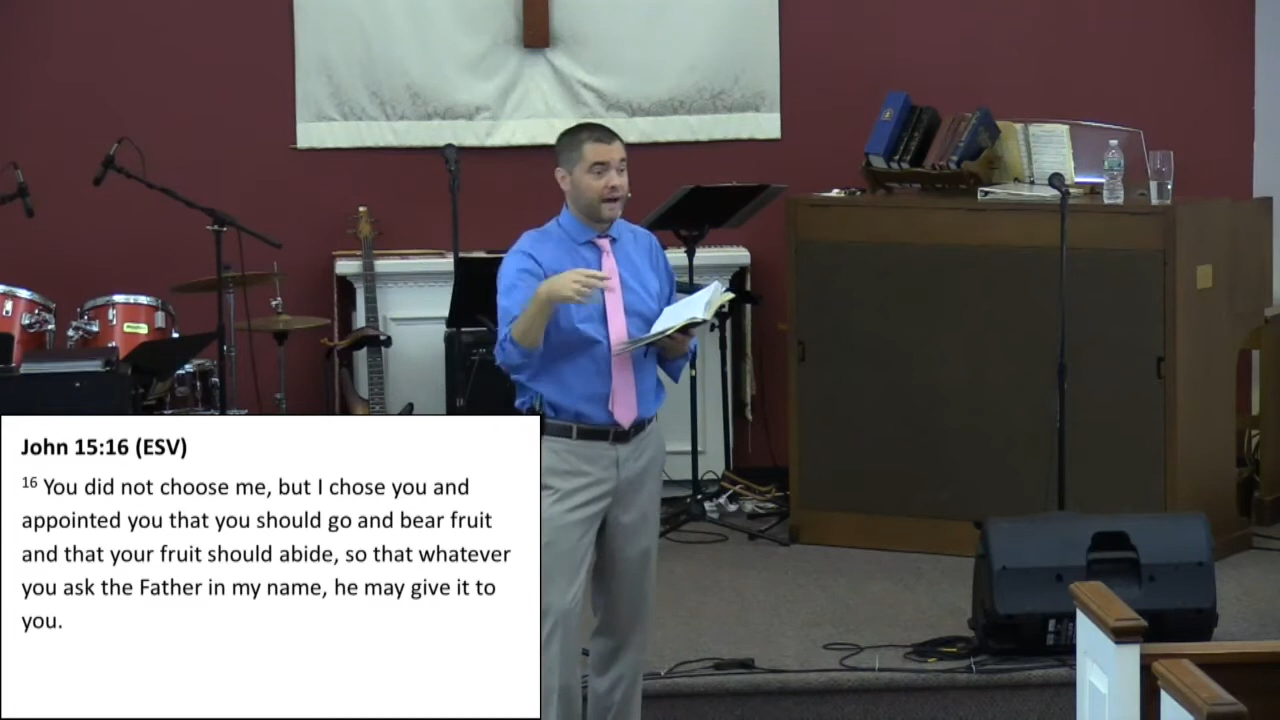 John 15:16 (ESV)
16 You did not choose me, but I chose you and
appointed you that you should go and bear fruit
and that your fruit should abide, so that whatever
you ask the Father in my name, he may give it to
you.